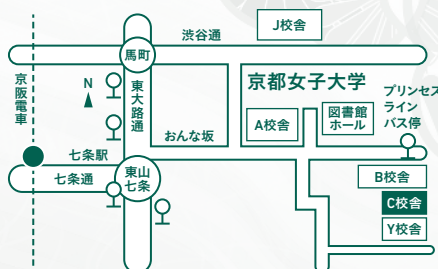 渋谷通
J校舎
馬町
京阪電車
N
東大路通
京都女子大学
プリンセス
ライン
バス停
A校舎
図書館
ホール
おんな坂
七条駅
七条通
東山
七条
B校舎
C校舎
Y校舎